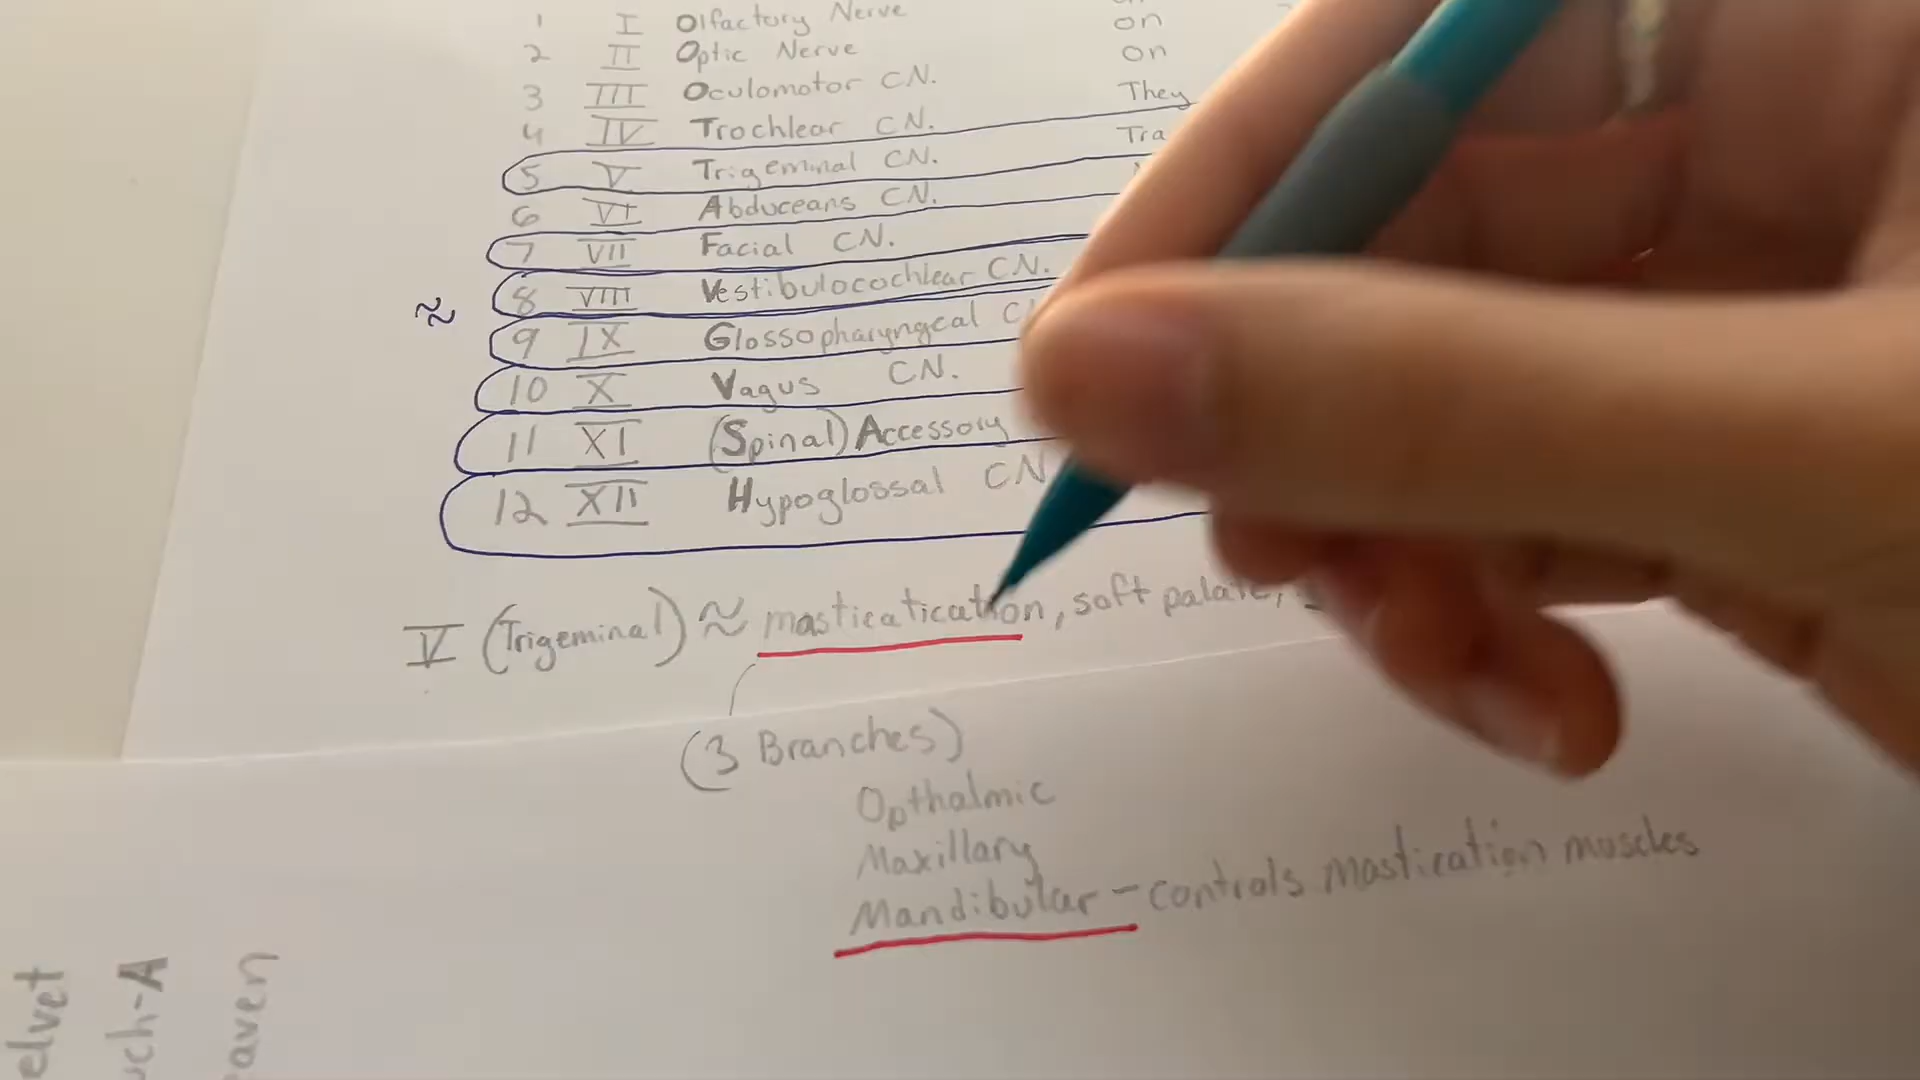 1 I Olfactory Nerve on
2 II Optic Nerve on
3 III Oculomotor CN. They
4 IV Trochlear CN. Tra
5 V Trigeminal CN.
6 VI Abduceans CN.
7 VII Facial CN.
8 VIII Vestibulocochlear CN.
≈
9 IX Glossopharyngeal
10 X Vagus CN.
11 XI (Spinal) Accessory
12 XII Hypoglossal CN
V (Trigeminal) ≈ masticatication, soft palate,
(3 Branches)
Opthalmic
Maxillary
Mandibular - controls mastication muscles
elvet
uch-A
eaven